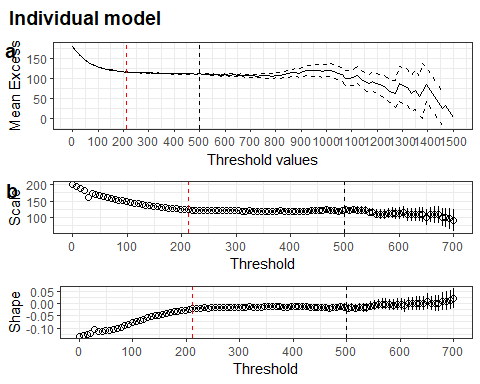 Individual model
a
Mean Excess
150
100
50
0
0 100 200 300 400 500 600 700 800 900 1000 1100 1200 1300 1400 1500
Threshold values
b
Scale
200
150
100
0 100 200 300 400 500 600 700
Threshold
Shape
0.05
0.00
-0.05
-0.10
0 100 200 300 400 500 600 700
Threshold